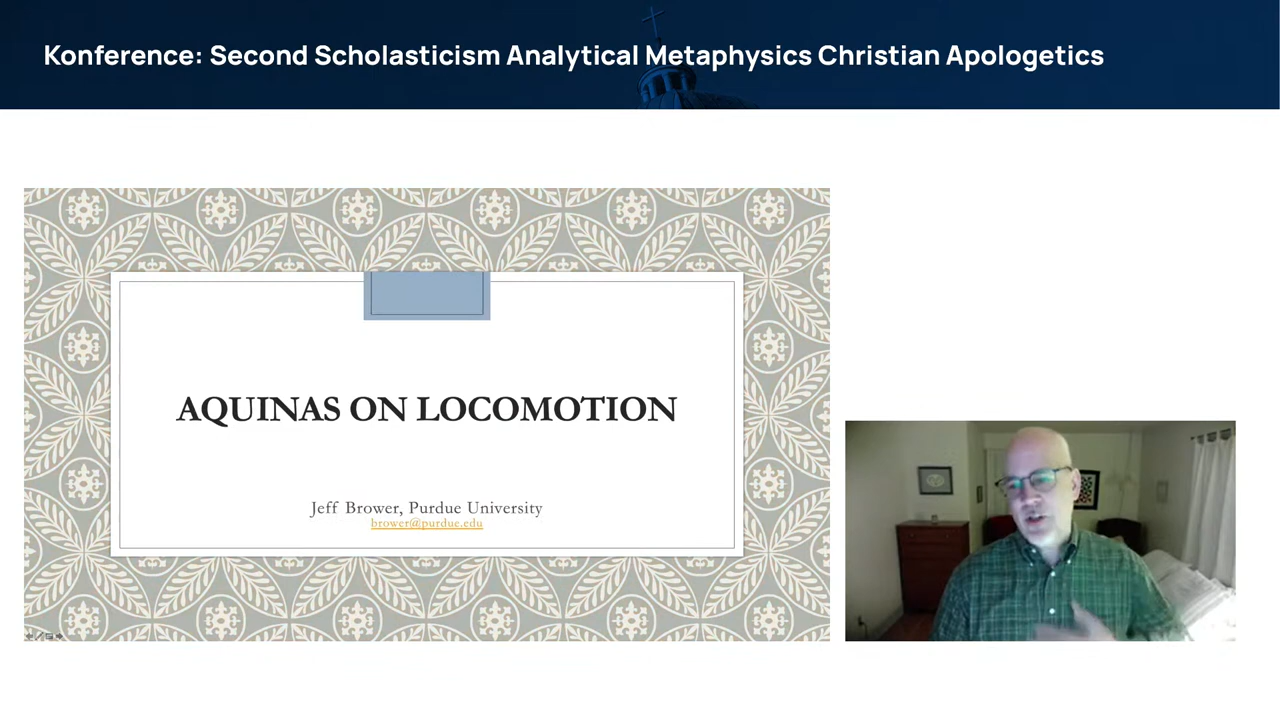 Konference: Second Scholasticism Analytical Metaphysics Christian Apologetics
AQUINAS ON LOCOMOTION
Jeff Brower, Purdue University
brower@purdue.edu